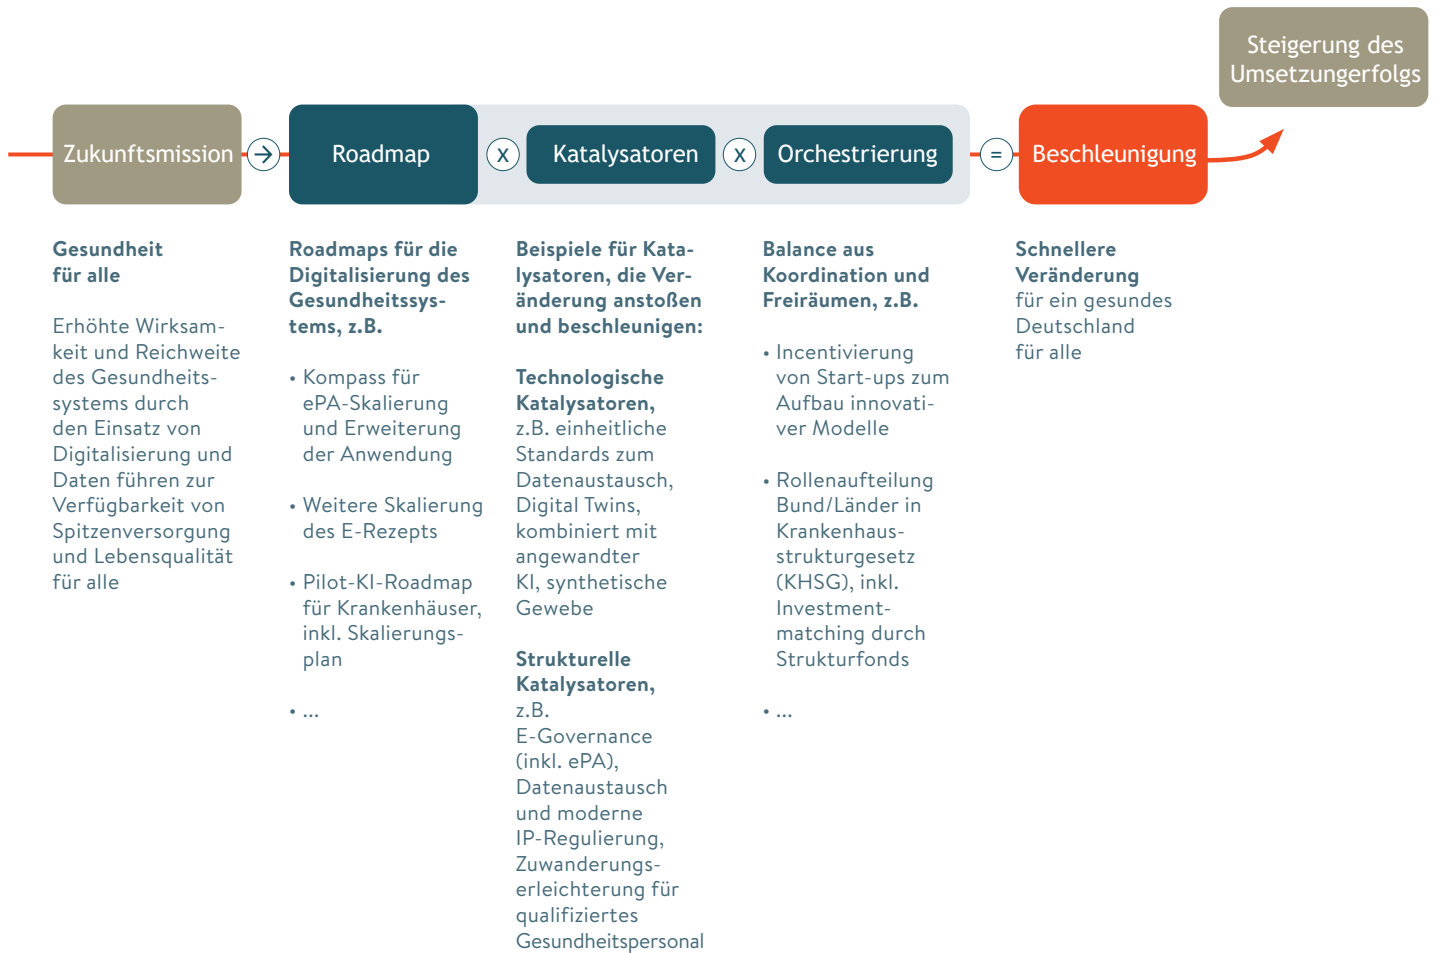 Steigerung des
Umsetzungerfolgs
Zukunftsmission
→
Roadmap
x
Katalysatoren
x
Orchestrierung
=
Beschleunigung
Gesundheit
für alle
Erhöhte Wirksam-
keit und Reichweite
des Gesundheits-
systems durch
den Einsatz von
Digitalisierung und
Daten führen zur
Verfügbarkeit von
Spitzenversorgung
und Lebensqualität
für alle
Roadmaps für die
Digitalisierung des
Gesundheitssys-
tems, z.B.
• Kompass für
ePA-Skalierung
und Erweiterung
der Anwendung
• Weitere Skalierung
des E-Rezepts
• Pilot-KI-Roadmap
für Krankenhäuser,
inkl. Skalierungs-
plan
• ...
Beispiele für Kata-
lysatoren, die Ver-
änderung anstoßen
und beschleunigen:
Technologische
Katalysatoren,
z.B. einheitliche
Standards zum
Datenaustausch,
Digital Twins,
kombiniert mit
angewandter
KI, synthetische
Gewebe
Strukturelle
Katalysatoren,
z.B.
E-Governance
(inkl. ePA),
Datenaustausch
und moderne
IP-Regulierung,
Zuwanderungs-
erleichterung für
qualifiziertes
Gesundheitspersonal
Balance aus
Koordination und
Freiräumen, z.B.
• Incentivierung
von Start-ups zum
Aufbau innovati-
ver Modelle
• Rollenaufteilung
Bund/Länder in
Krankenhaus-
strukturgesetz
(KHSG), inkl.
Investment-
matching durch
Strukturfonds
• ...
Schnellere
Veränderung
für ein gesundes
Deutschland
für alle